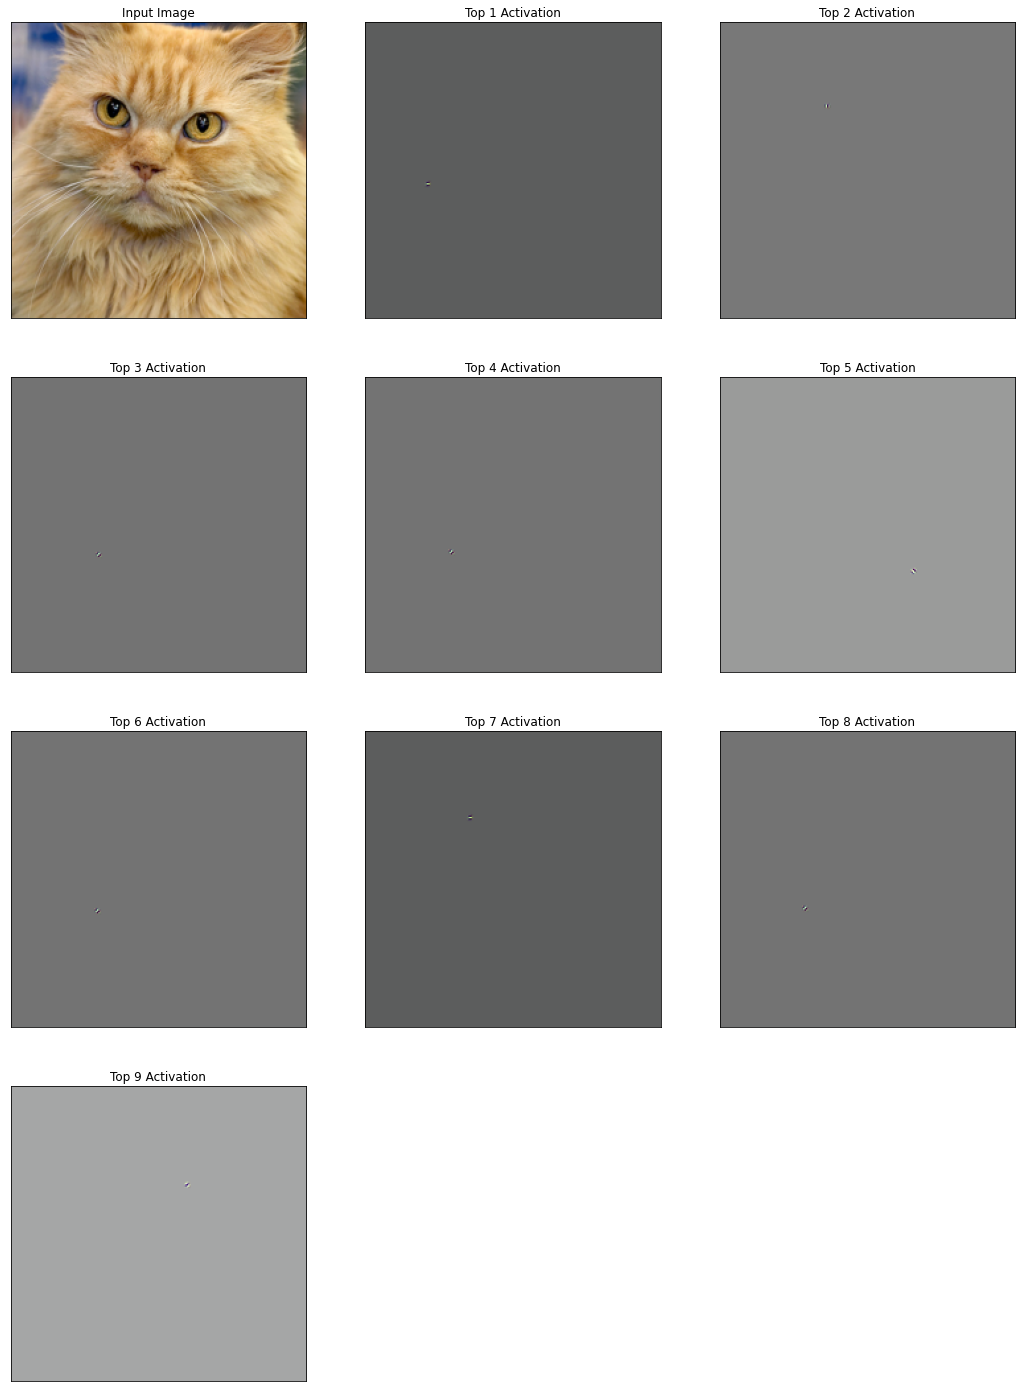 Input Image
Top 1 Activation
Top 2 Activation
Top 3 Activation
Top 4 Activation
Top 5 Activation
Top 6 Activation
Top 7 Activation
Top 8 Activation
Top 9 Activation